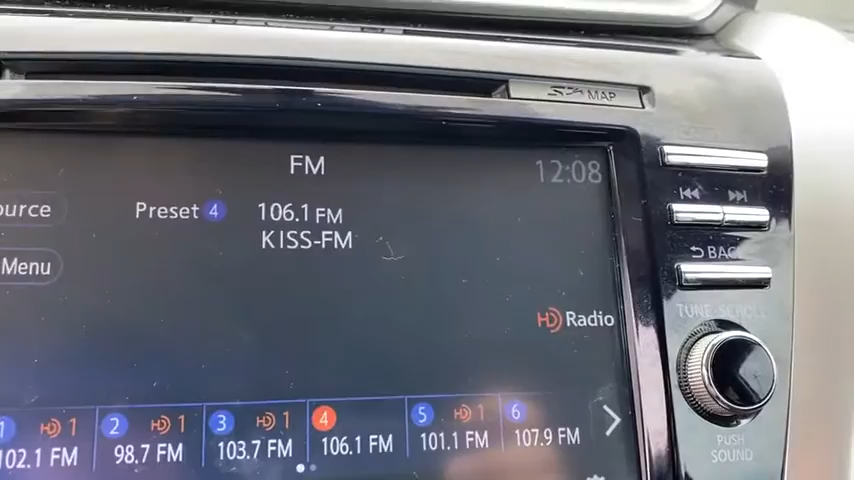 MAP
FM
12:08
ource
Preset 4
106.1 FM
KISS-FM
Menu
BACK
TUNE·SCROLL
HD Radio
1 HD 1
102.1 FM
2 HD 1
98.7 FM
3 HD 1
103.7 FM
4
106.1 FM
5 HD 1
101.1 FM
6
107.9 FM
PUSH
SOUND